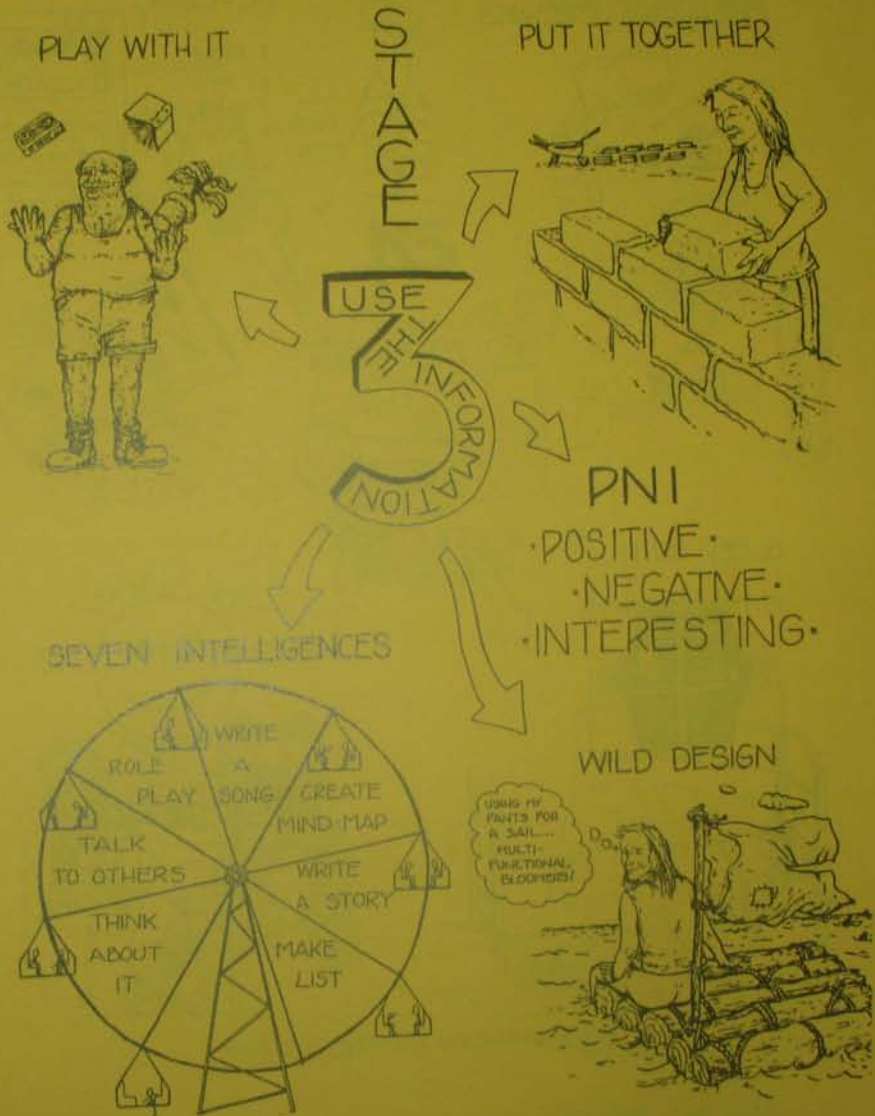 PLAY WITH IT
STAGE
PUT IT TOGETHER
3
USE
THE
INFORMATION
PNI
·POSITIVE·
·NEGATIVE·
·INTERESTING·
SEVEN INTELLIGENCES
ROLE
PLAY
WRITE
A
SONG
CREATE
MIND-MAP
WRITE
A STORY
MAKE
LIST
THINK
ABOUT
IT
TALK
TO OTHERS
WILD DESIGN
USING MY
PANTS FOR
A SAIL...
MULTI-
FUNCTIONAL
BLOOMERS!